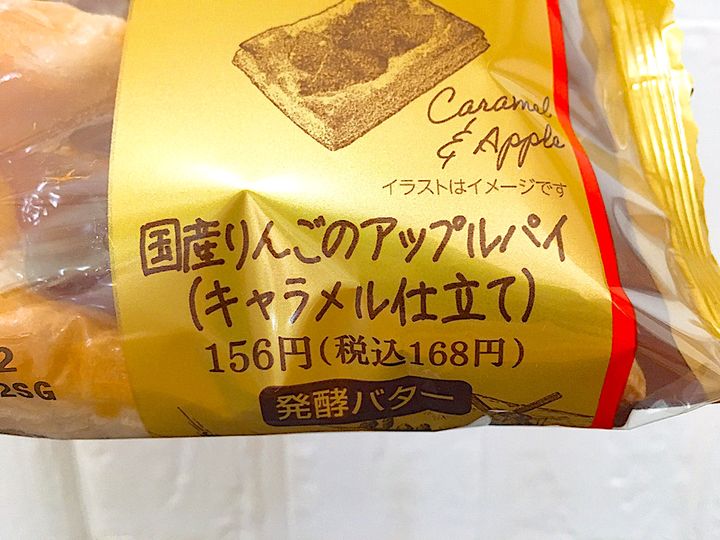 Caramel
& Apple
イラストはイメージです
国産りんごのアップルパイ
(キャラメル仕立て)
156円(税込168円)
発酵バター
2
2SG